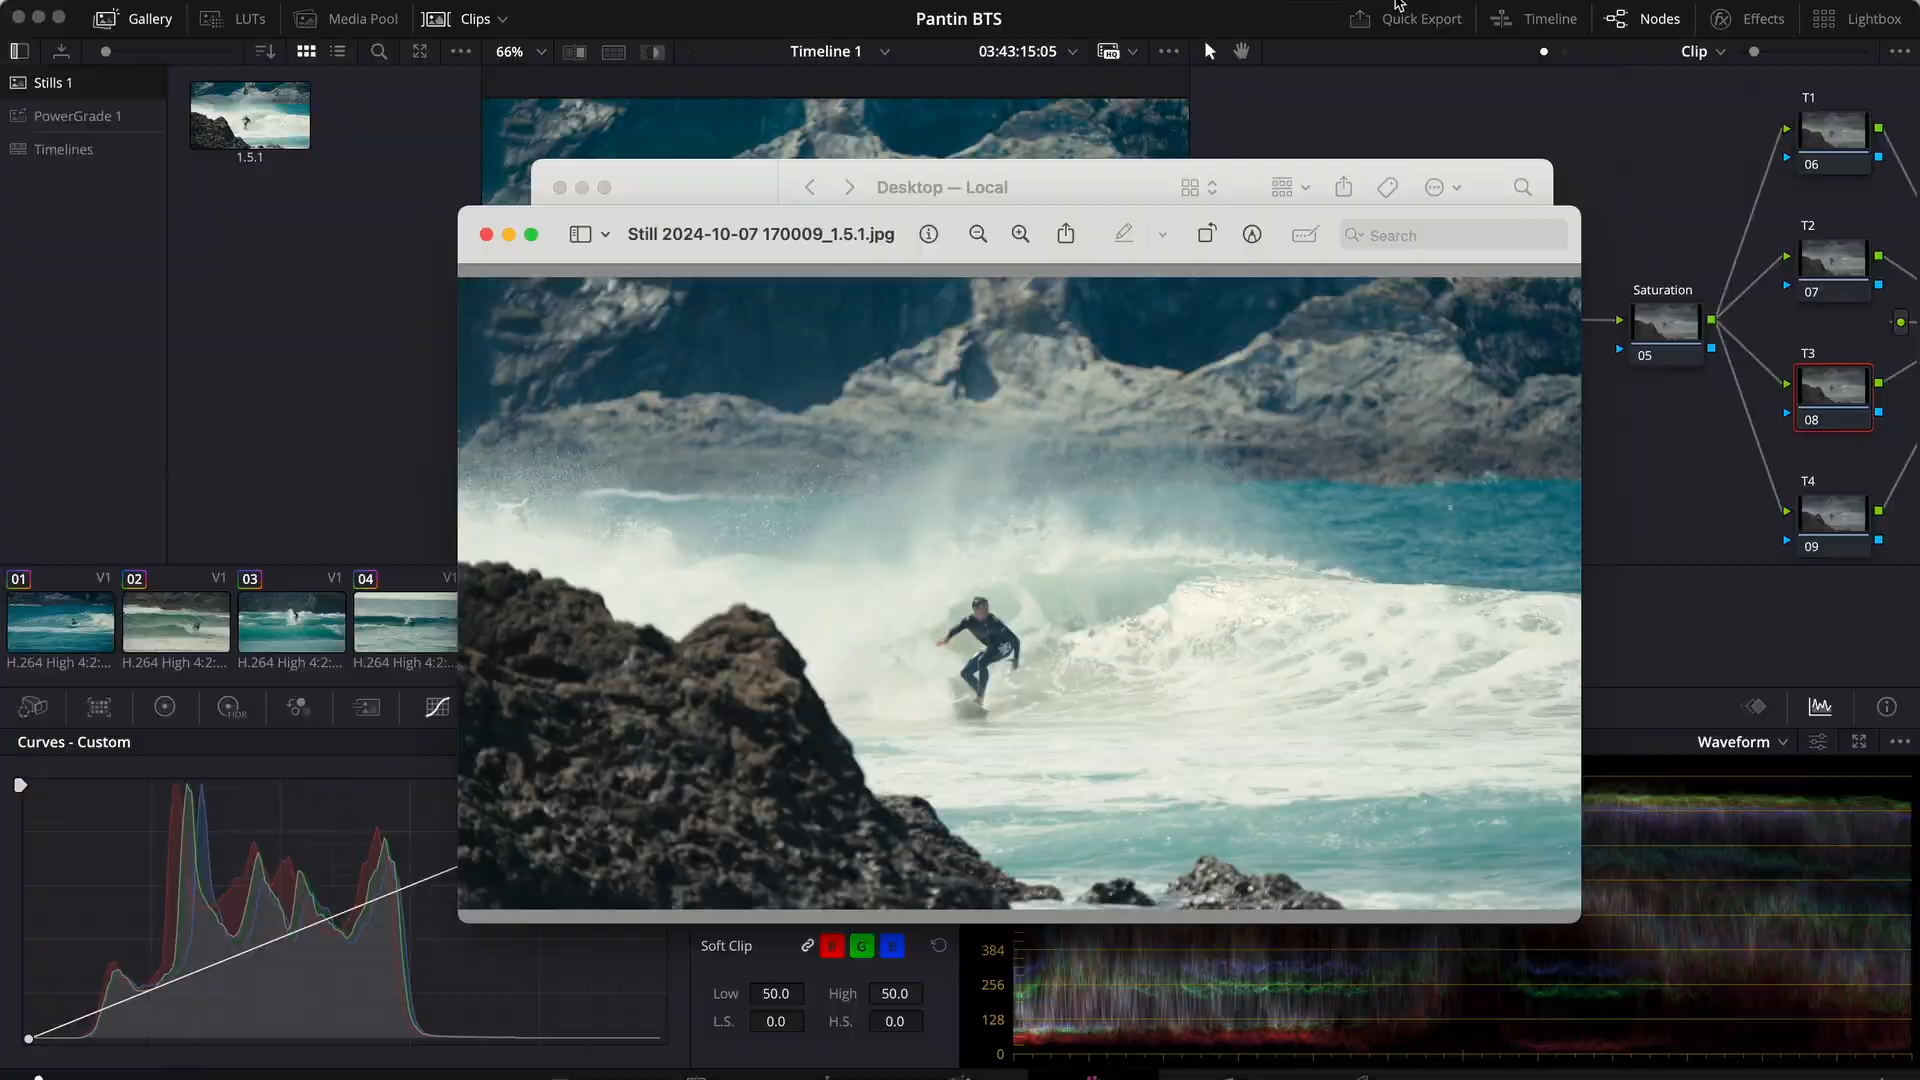 Gallery
LUTs
Media Pool
Clips
Pantin BTS
Quick Export
Timeline
Nodes
Effects
Lightbox
66%
Timeline 1
03:43:15:05
HQ
Clip
Stills 1
PowerGrade 1
Timelines
1.5.1
Desktop — Local
Still 2024-10-07 170009_1.5.1.jpg
Search
T1
06
T2
07
Saturation
05
T3
08
T4
09
01 V1 02 V1 03 V1 04 V1
H.264 High 4:2:... H.264 High 4:2:... H.264 High 4:2:... H.264 High 4:2:...
HDR
Curves - Custom
Waveform
Soft Clip
R G B
Low 50.0 High 50.0
L.S. 0.0 H.S. 0.0
384
256
128
0